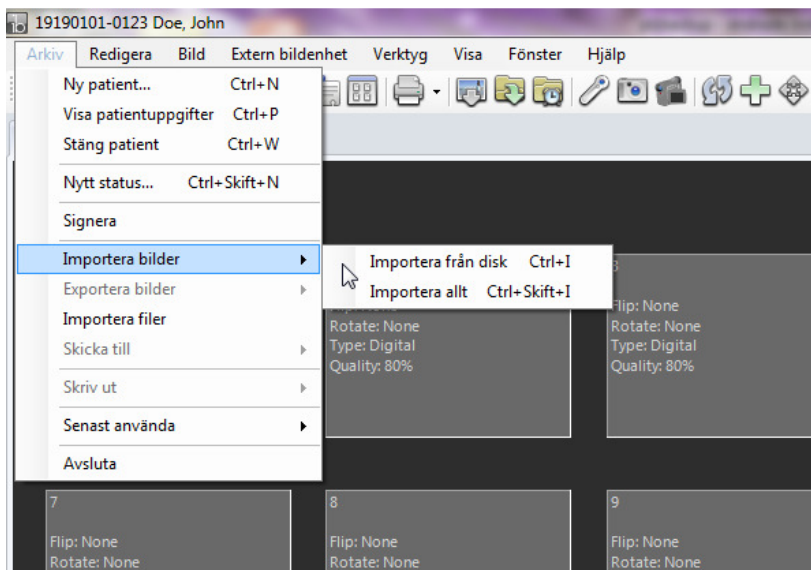 19190101-0123 Doe, John
Arkiv Redigera Bild Extern bildenhet Verktyg Visa Fönster Hjälp
Ny patient... Ctrl+N
Visa patientuppgifter Ctrl+P
Stäng patient Ctrl+W
Nytt status... Ctrl+Skift+N
Signera
Importera bilder
Importera från disk Ctrl+I
Importera allt Ctrl+Skift+I
Exportera bilder
Importera filer
Skicka till
Skriv ut
Senast använda
Avsluta
Rotate: None
Type: Digital
Quality: 80%
Flip: None
Rotate: None
Type: Digital
Quality: 80%
7
Flip: None
Rotate: None
8
Flip: None
Rotate: None
9
Flip: None
Rotate: None